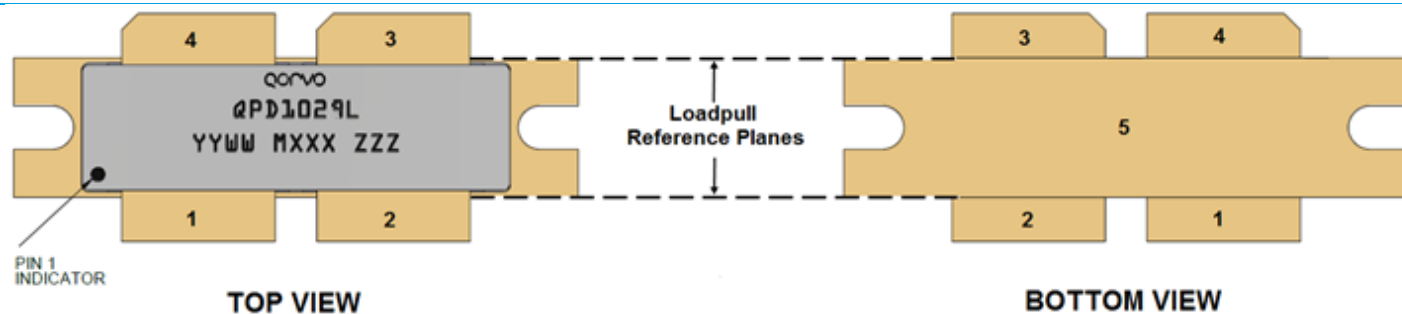 4
3
QORVO
QPD1029L
YYWW MXXX ZZZ
1
2
PIN 1
INDICATOR
TOP VIEW
Loadpull
Reference Planes
3
4
5
2
1
BOTTOM VIEW